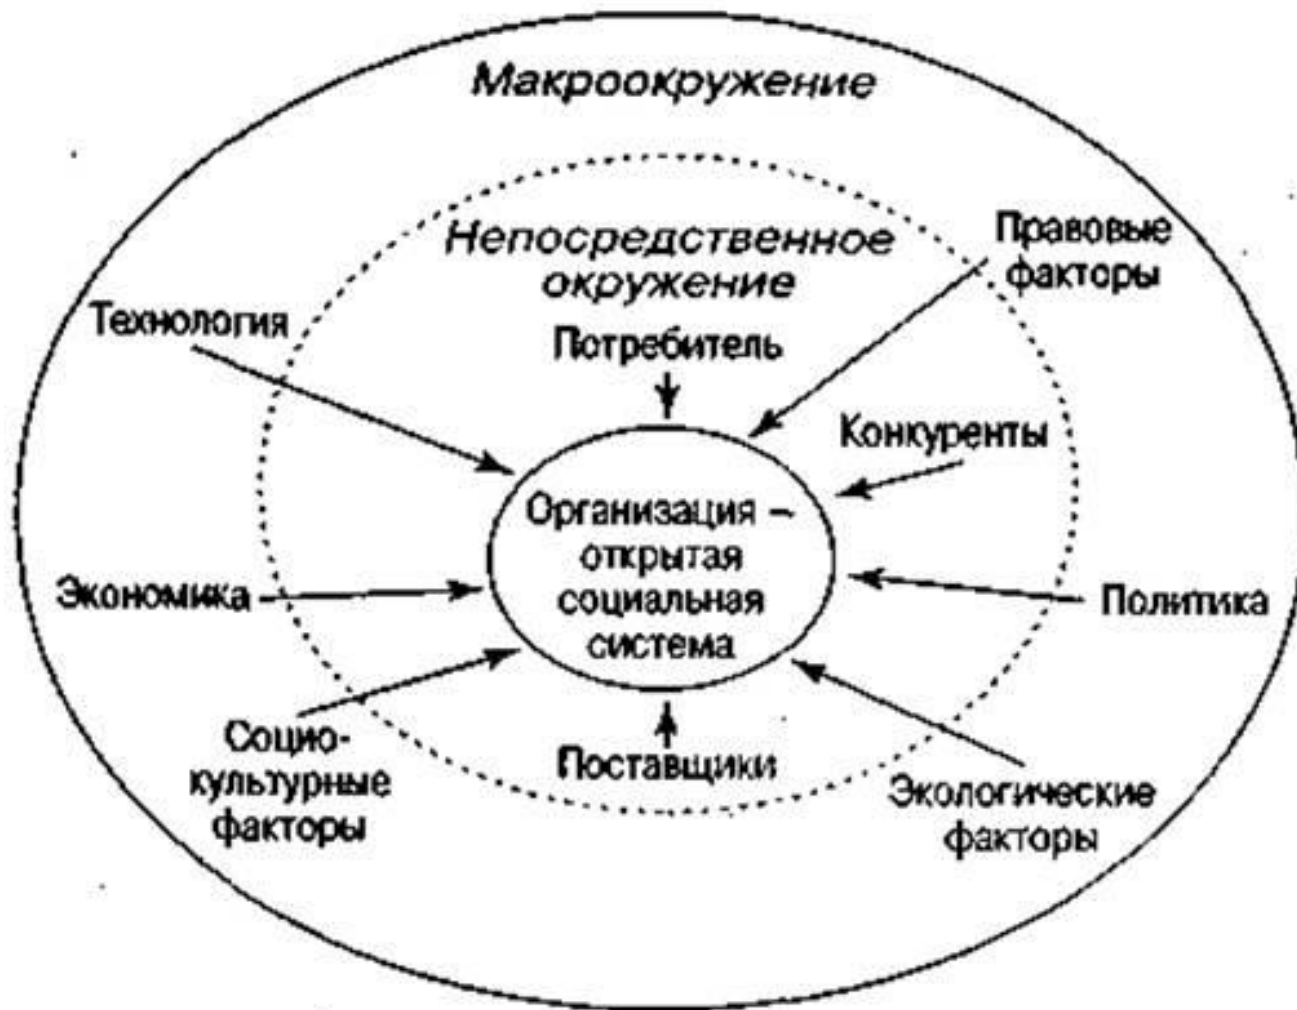 Макроокружение
Непосредственное
окружение
Правовые
факторы
Технология
Потребитель
Конкуренты
Организация –
открытая
социальная
система
Экономика
Политика
Социо-
культурные
факторы
Поставщики
Экологические
факторы